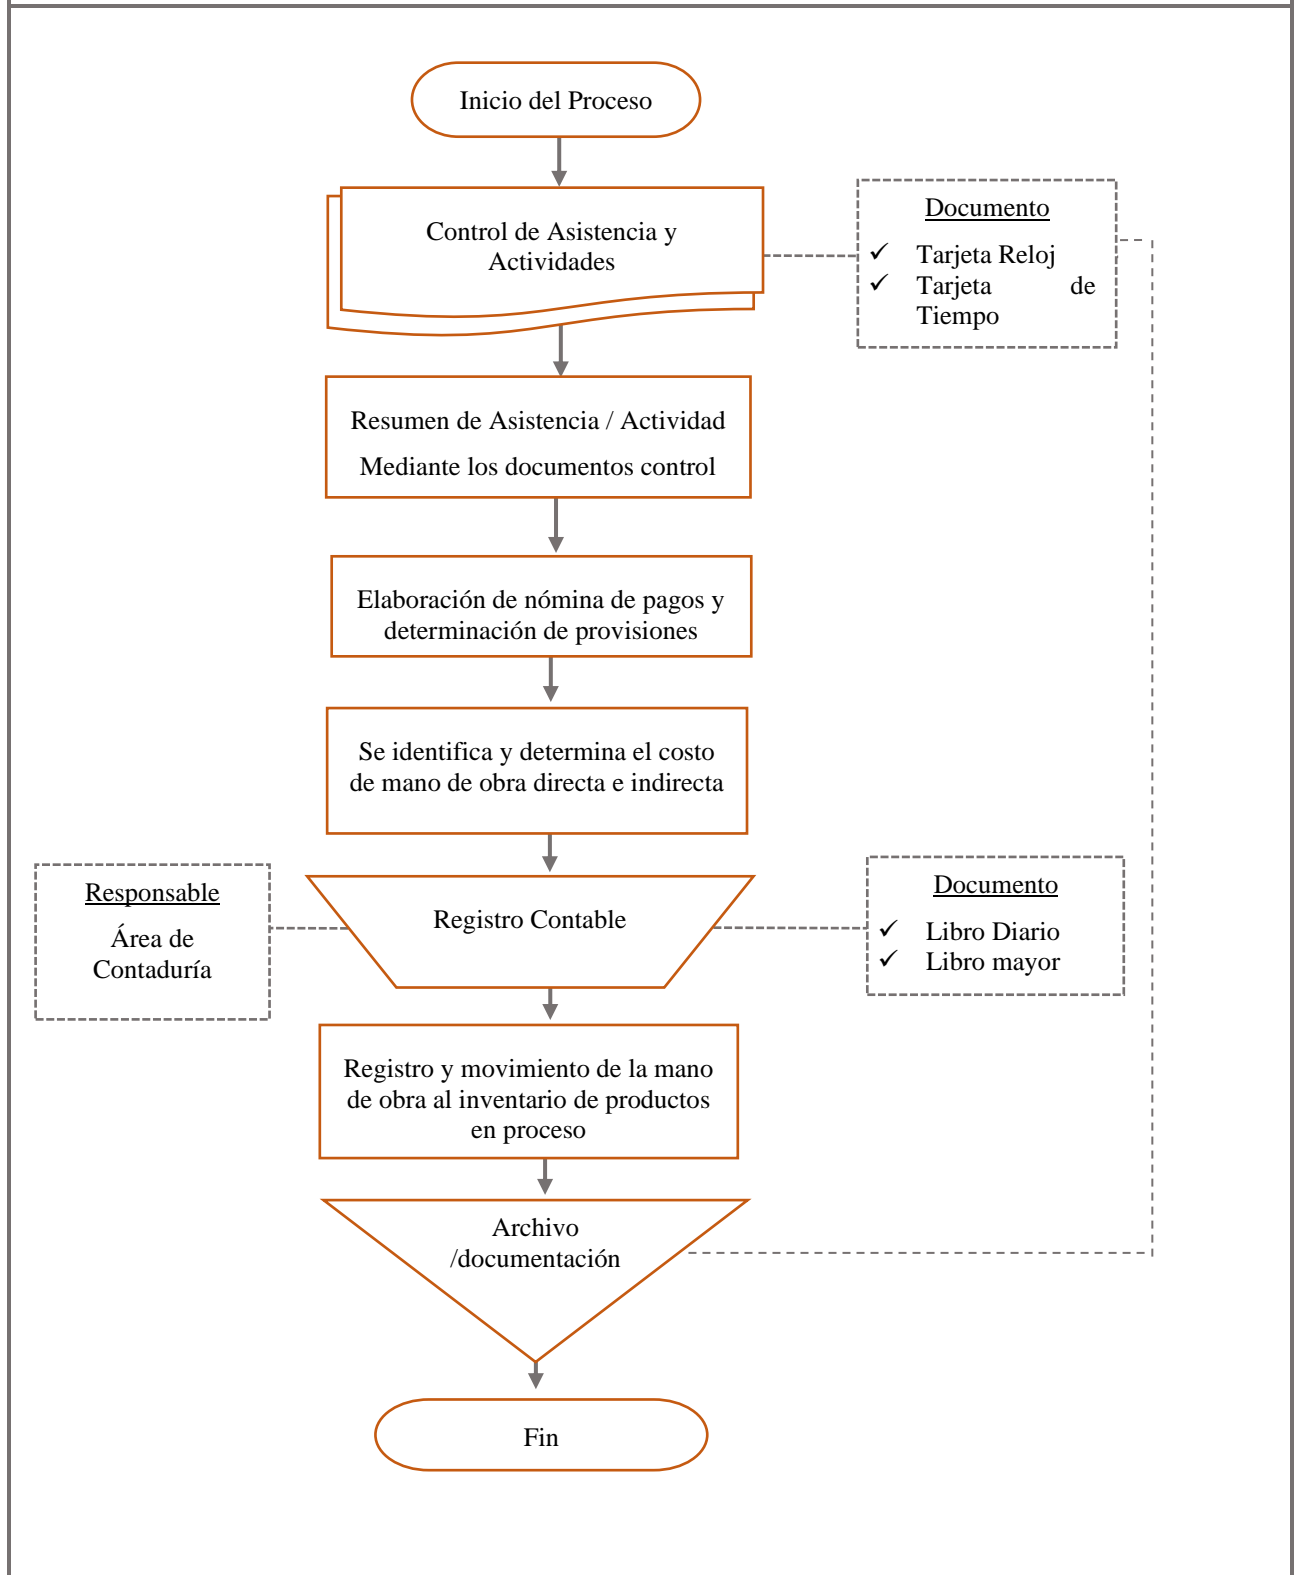 Inicio del Proceso
Control de Asistencia y
Actividades
Documento
✓ Tarjeta Reloj
✓ Tarjeta de
Tiempo
Resumen de Asistencia / Actividad
Mediante los documentos control
Elaboración de nómina de pagos y
determinación de provisiones
Se identifica y determina el costo
de mano de obra directa e indirecta
Responsable
Área de
Contaduría
Registro Contable
Documento
✓ Libro Diario
✓ Libro mayor
Registro y movimiento de la mano
de obra al inventario de productos
en proceso
Archivo
/documentación
Fin